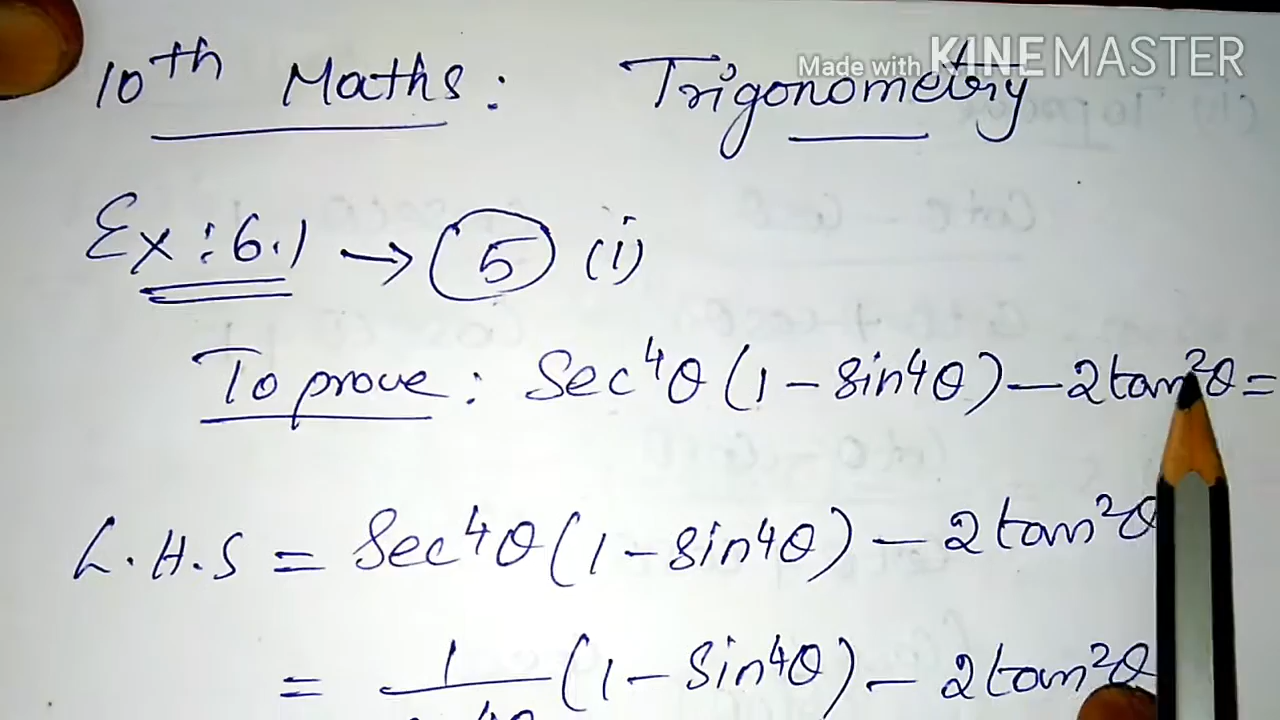 Made with KINEMASTER
10th Maths: Trigonometry
Ex: 6.1 → 5 (i)
To prove: Sec⁴θ (1 - sin⁴θ) - 2tan²θ =
L.H.S = Sec⁴θ (1 - sin⁴θ) - 2tan²θ
= 1 (1 - Sin⁴θ) - 2tan²θ